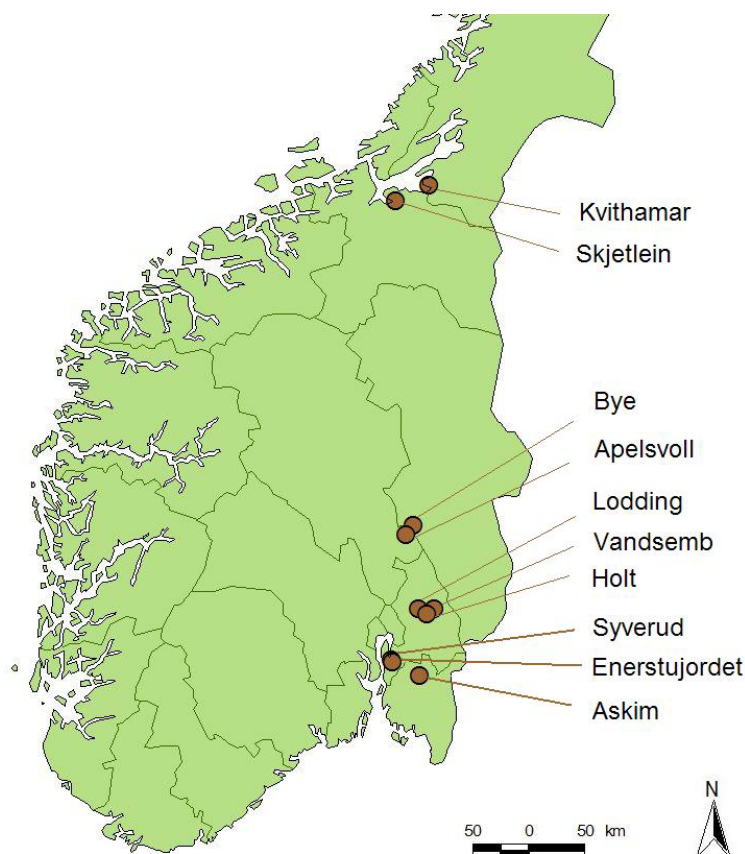 Kvithamar
Skjetlein
Bye
Apelsvoll
Lodding
Vandsemb
Holt
Syverud
Enerstujordet
Askim
N
50 0 50 km